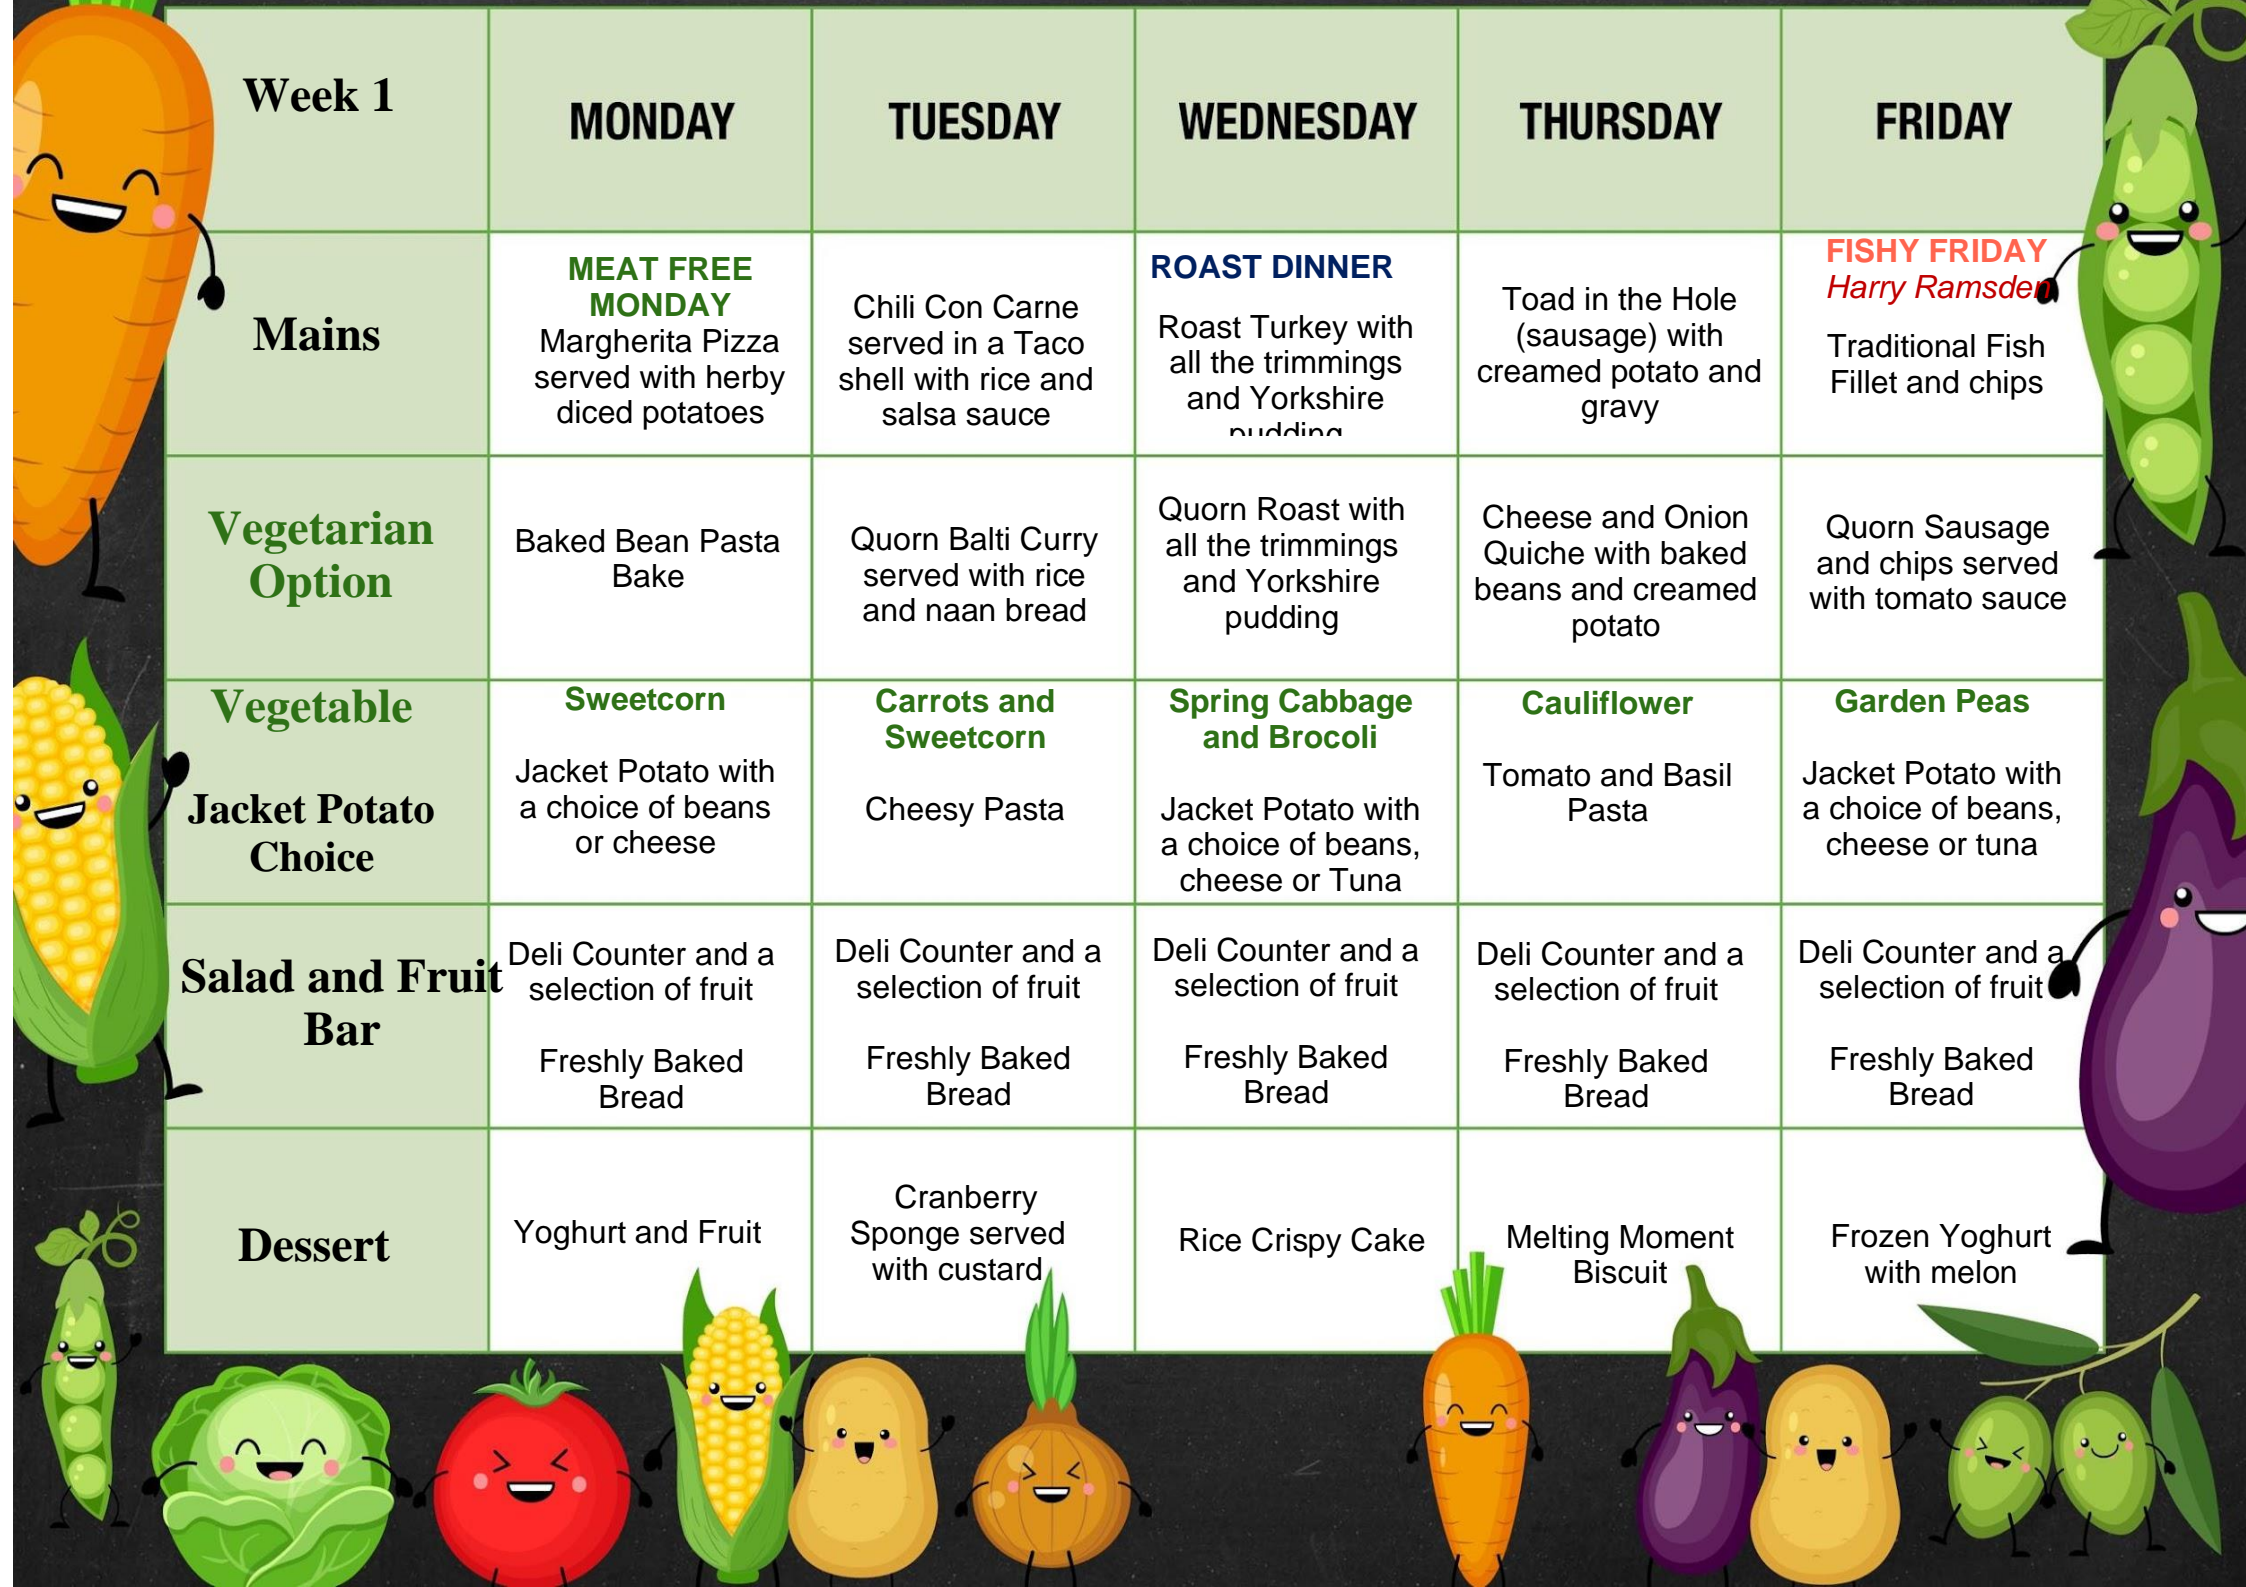 Week 1
MONDAY
TUESDAY
WEDNESDAY
THURSDAY
FRIDAY
Mains
MEAT FREE
MONDAY
Margherita Pizza
served with herby
diced potatoes
Chili Con Carne
served in a Taco
shell with rice and
salsa sauce
ROAST DINNER
Roast Turkey with
all the trimmings
and Yorkshire
pudding
Toad in the Hole
(sausage) with
creamed potato and
gravy
FISHY FRIDAY
Harry Ramsden
Traditional Fish
Fillet and chips
Vegetarian
Option
Baked Bean Pasta
Bake
Quorn Balti Curry
served with rice
and naan bread
Quorn Roast with
all the trimmings
and Yorkshire
pudding
Cheese and Onion
Quiche with baked
beans and creamed
potato
Quorn Sausage
and chips served
with tomato sauce
Vegetable
Jacket Potato
Choice
Sweetcorn
Jacket Potato with
a choice of beans
or cheese
Carrots and
Sweetcorn
Cheesy Pasta
Spring Cabbage
and Brocoli
Jacket Potato with
a choice of beans,
cheese or Tuna
Cauliflower
Tomato and Basil
Pasta
Garden Peas
Jacket Potato with
a choice of beans,
cheese or tuna
Salad and Fruit
Bar
Deli Counter and a
selection of fruit
Freshly Baked
Bread
Deli Counter and a
selection of fruit
Freshly Baked
Bread
Deli Counter and a
selection of fruit
Freshly Baked
Bread
Deli Counter and a
selection of fruit
Freshly Baked
Bread
Deli Counter and a
selection of fruit
Freshly Baked
Bread
Dessert
Yoghurt and Fruit
Cranberry
Sponge served
with custard
Rice Crispy Cake
Melting Moment
Biscuit
Frozen Yoghurt
with melon